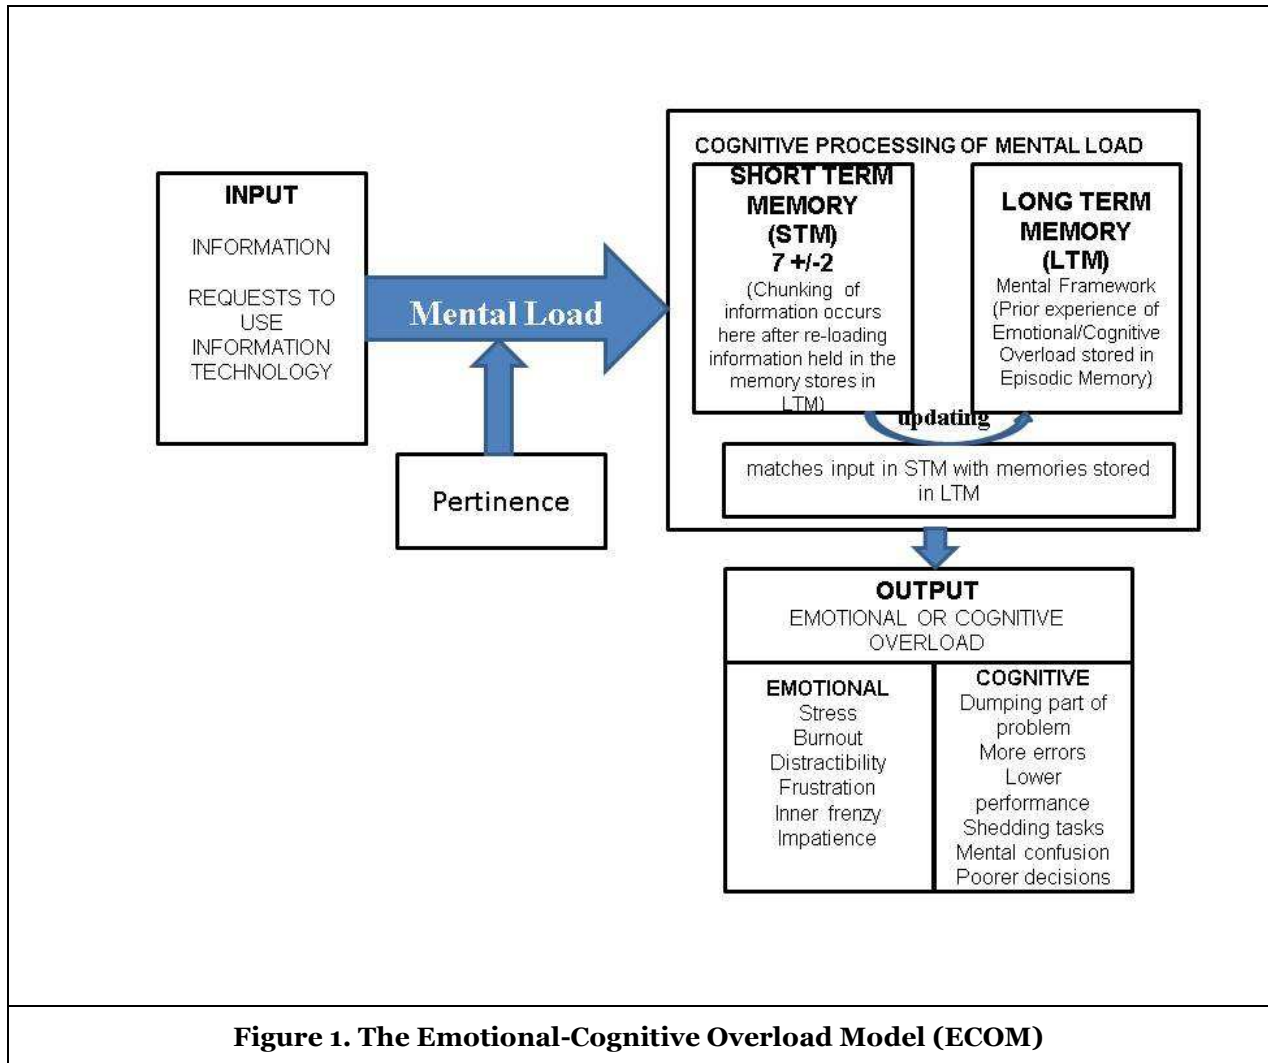 INPUT
INFORMATION
REQUESTS TO
USE
INFORMATION
TECHNOLOGY
Mental Load
Pertinence
COGNITIVE PROCESSING OF MENTAL LOAD
SHORT TERM
MEMORY
(STM)
7 +/-2
(Chunking of
information occurs
here after re-loading
information held in the
memory stores in
LTM)
LONG TERM
MEMORY
(LTM)
Mental Framework
(Prior experience of
Emotional/Cognitive
Overload stored in
Episodic Memory)
updating
matches input in STM with memories stored
in LTM
OUTPUT
EMOTIONAL OR COGNITIVE
OVERLOAD
EMOTIONAL
Stress
Burnout
Distractibility
Frustration
Inner frenzy
Impatience
COGNITIVE
Dumping part of
problem
More errors
Lower
performance
Shedding tasks
Mental confusion
Poorer decisions
Figure 1. The Emotional-Cognitive Overload Model (ECOM)